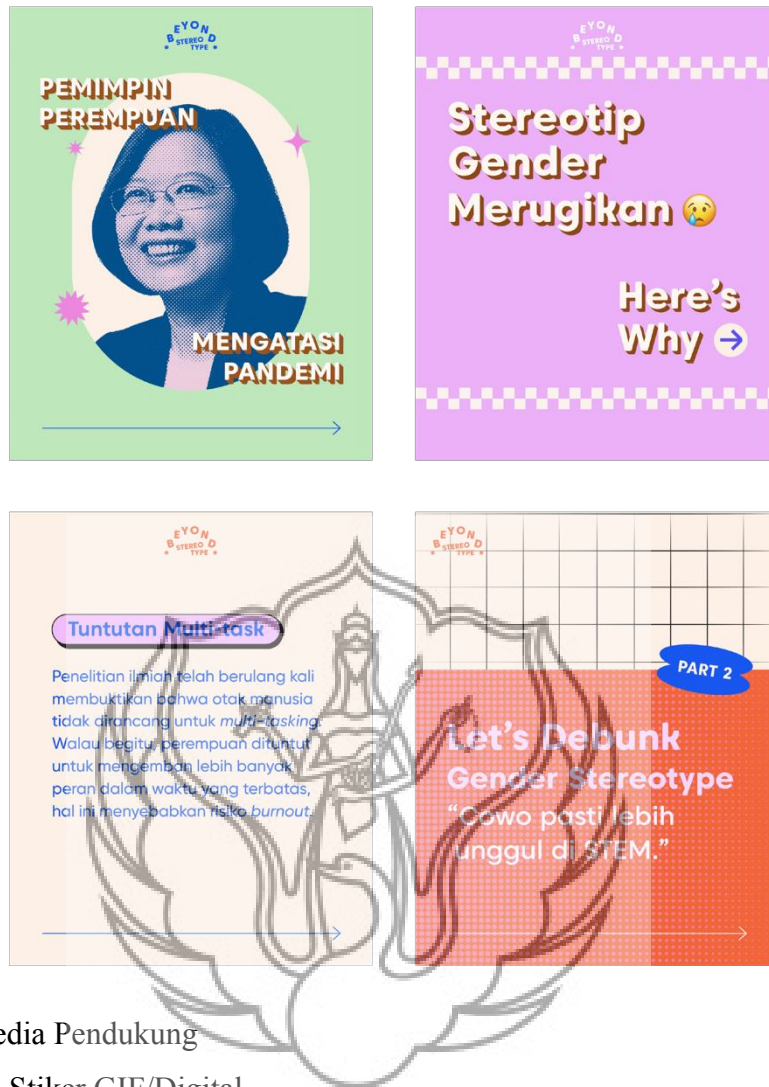 BEYOND
STEREO
TYPE
PEMIMPIN
PEREMPUAN
MENGATASI
PANDEMI
BEYOND
STEREO
TYPE
Stereotip
Gender
Merugikan 😢
Here's
Why →
BEYOND
STEREO
TYPE
Tuntutan Multi-task
Penelitian ilmiah telah berulang kali
membuktikan bahwa otak manusia
tidak dirancang untuk multi-tasking.
Walau begitu, perempuan dituntut
untuk mengemban lebih banyak
peran dalam waktu yang terbatas,
hal ini menyebabkan risiko burnout.
BEYOND
STEREO
TYPE
PART 2
Let's Debunk
Gender Stereotype
“Cowo pasti lebih
unggul di STEM.”
edia Pendukung
Stiker GIF/Digital